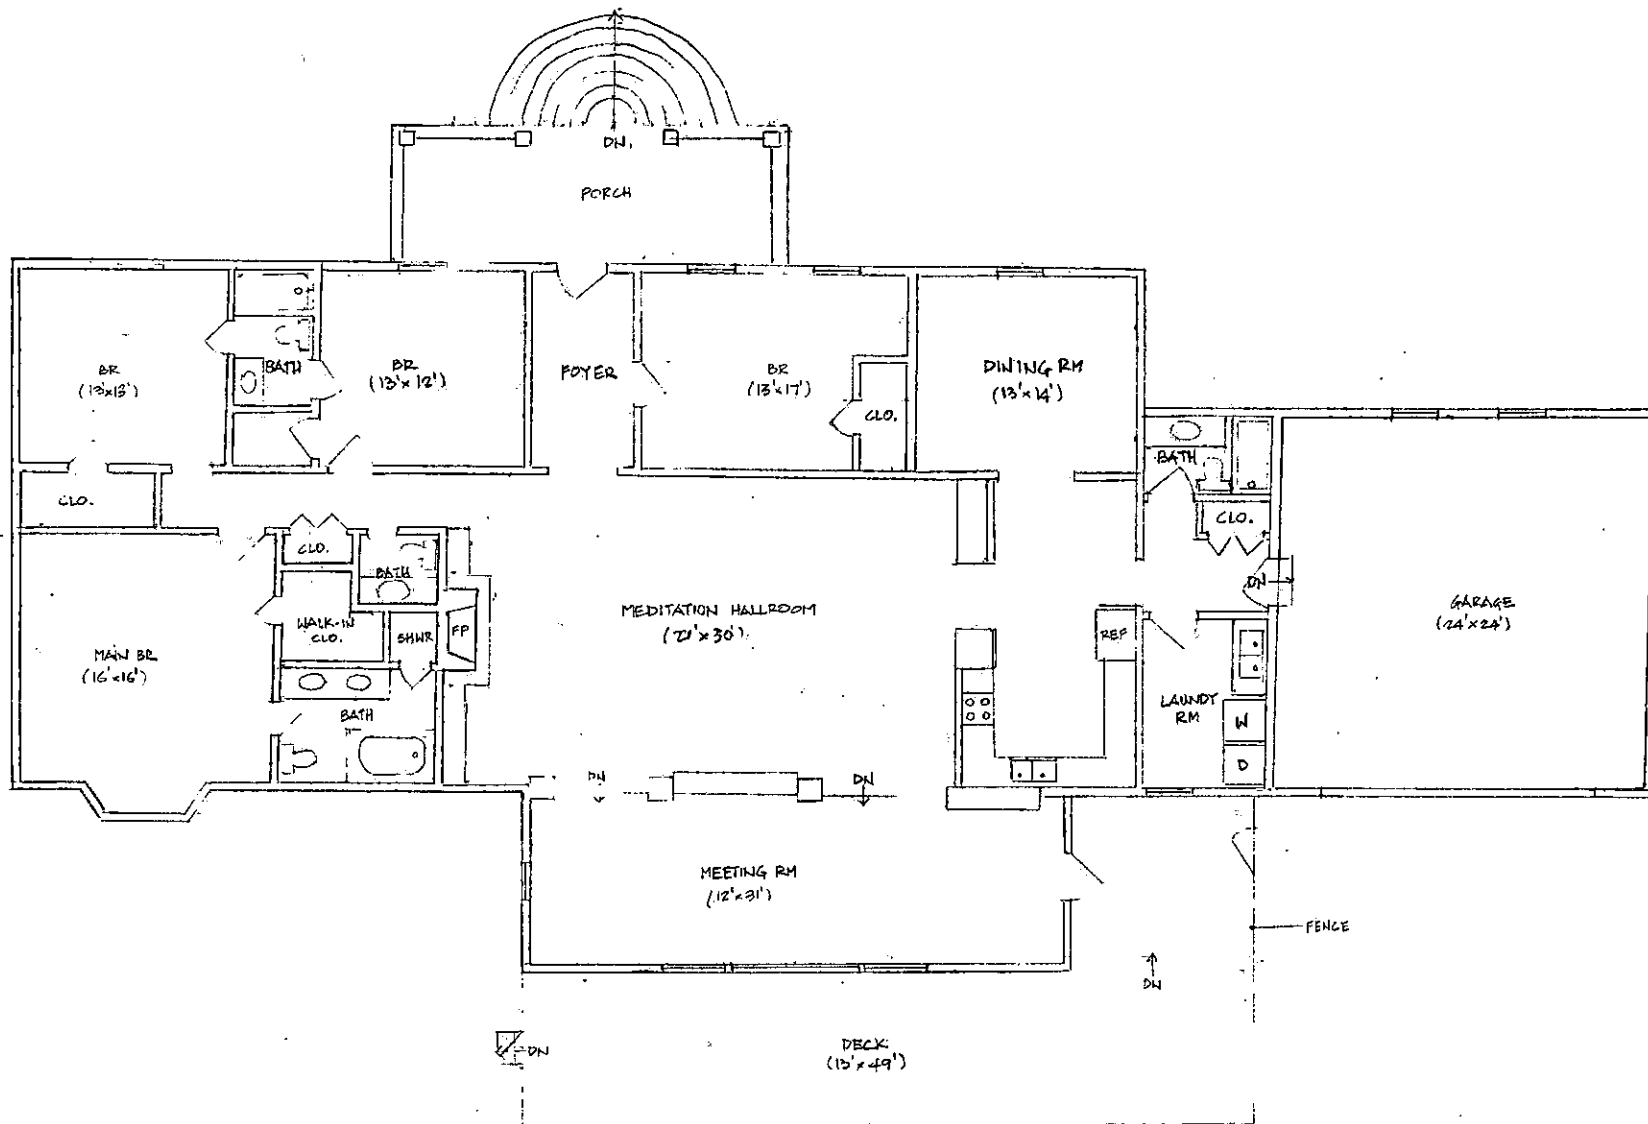 DN.
PORCH
BR
(13'x13')
BATH
BR
(13'x12')
FOYER
BR
(13'x17')
CLO.
DINING RM
(13'x14')
BATH
CLO.
CLO.
CLO.
BATH
WALK-IN
CLO.
SHWR
FP
MAIN BR
(16'x16')
BATH
MEDITATION HALLROOM
(21'x30')
REF
DN
GARAGE
(24'x24')
LAUNDY
RM
W
D
DN
DN
MEETING RM
(12'x31')
FENCE
DN
DN
DECK
(13'x49')